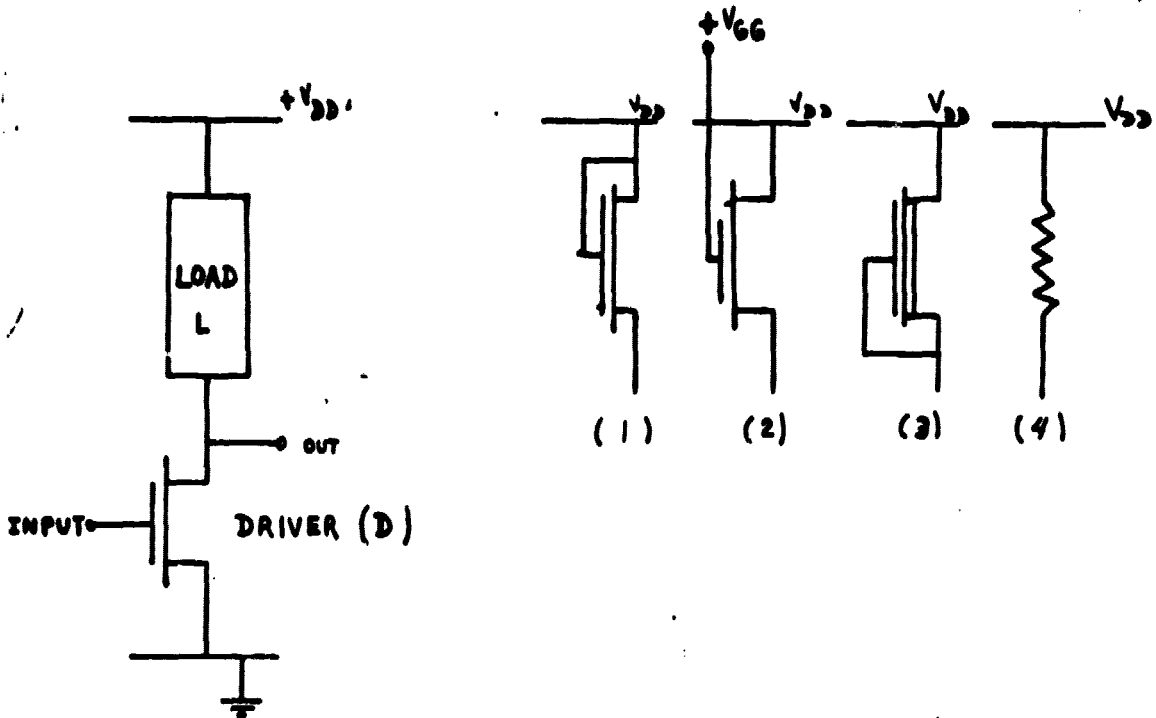 +VGG
+VDD
VDD
VDD
VDD
VDD
LOAD
L
OUT
(1)
(2)
(3)
(4)
INPUT
DRIVER (D)